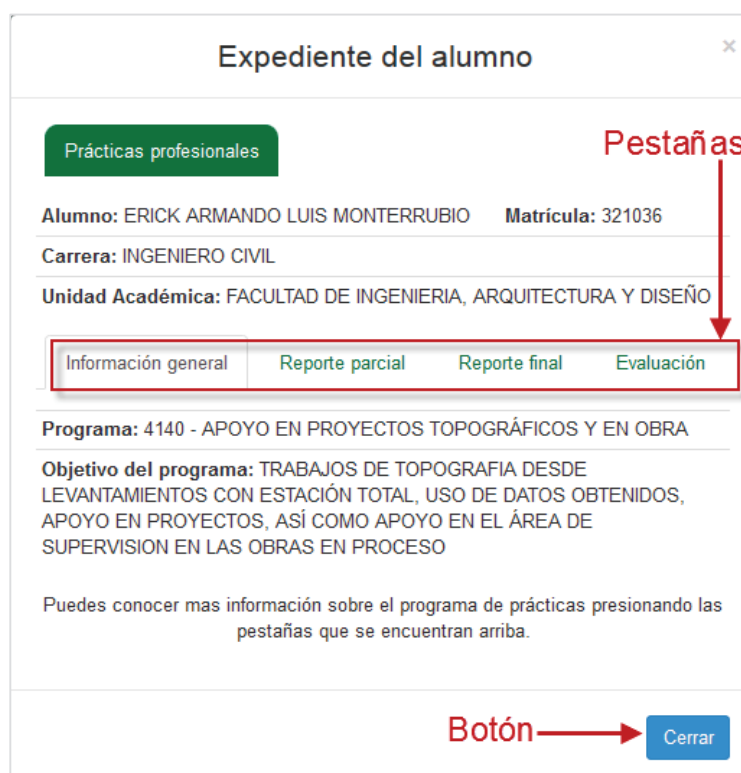 Expediente del alumno ×
Prácticas profesionales
Pestañas
Alumno: ERICK ARMANDO LUIS MONTERRUBIO Matrícula: 321036
Carrera: INGENIERO CIVIL
Unidad Académica: FACULTAD DE INGENIERIA, ARQUITECTURA Y DISEÑO
Información general Reporte parcial Reporte final Evaluación
Programa: 4140 - APOYO EN PROYECTOS TOPOGRÁFICOS Y EN OBRA
Objetivo del programa: TRABAJOS DE TOPOGRAFIA DESDE
LEVANTAMIENTOS CON ESTACIÓN TOTAL, USO DE DATOS OBTENIDOS,
APOYO EN PROYECTOS, ASÍ COMO APOYO EN EL ÁREA DE
SUPERVISION EN LAS OBRAS EN PROCESO
Puedes conocer mas información sobre el programa de prácticas presionando las
pestañas que se encuentran arriba.
Botón
Cerrar